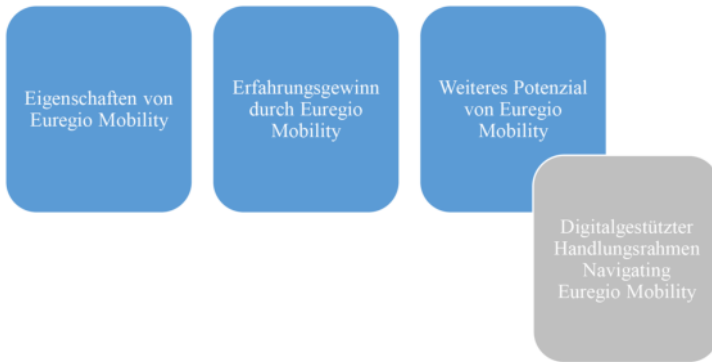 Eigenschaften von
Euregio Mobility
Erfahrungsgewinn
durch Euregio
Mobility
Weiteres Potenzial
von Euregio
Mobility
Digitalgestützter
Handlungsrahmen
Navigating
Euregio Mobility